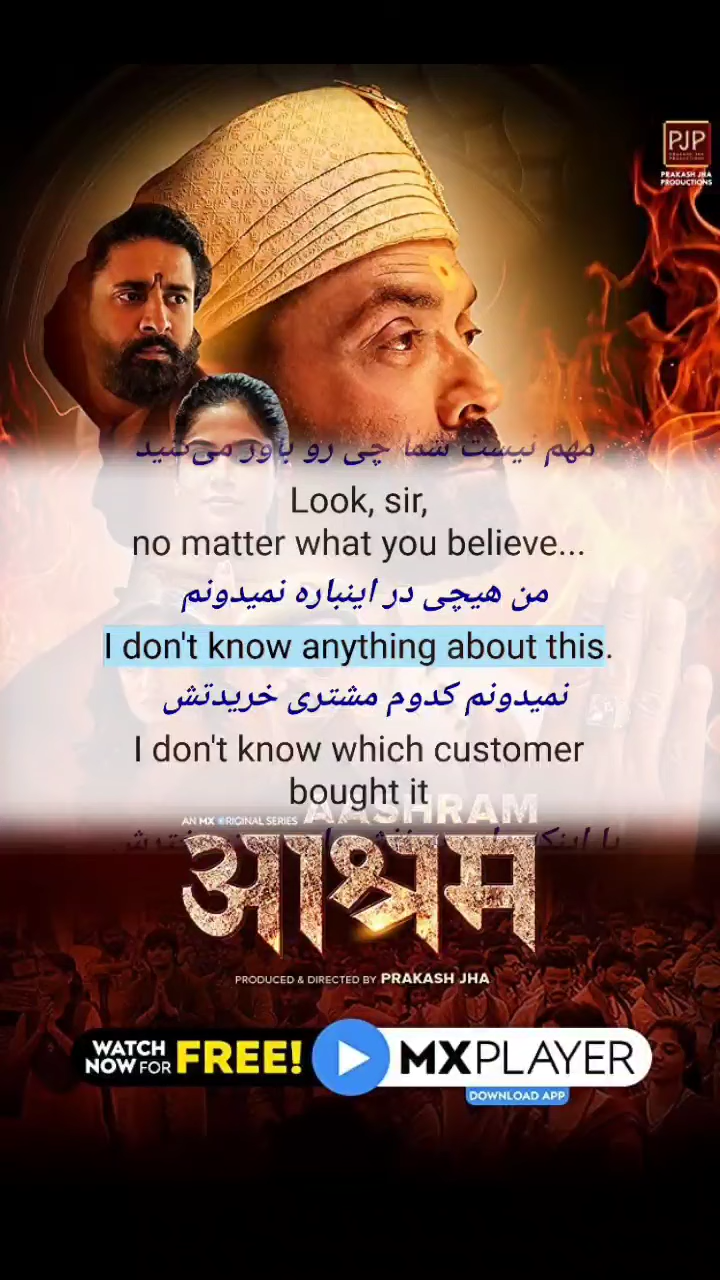 PJP
PRAKASH JHA
PRODUCTIONS
مهم نیست شما چی رو باور می‌کنید
Look, sir,
no matter what you believe...
من هیچی در اینباره نمیدونم
I don't know anything about this.
نمیدونم کدوم مشتری خریدتش
I don't know which customer
bought it
AN MX ORIGINAL SERIES AASHRAM
आश्रम
PRODUCED & DIRECTED BY PRAKASH JHA
WATCH
NOW FOR FREE!
MXPLAYER
DOWNLOAD APP